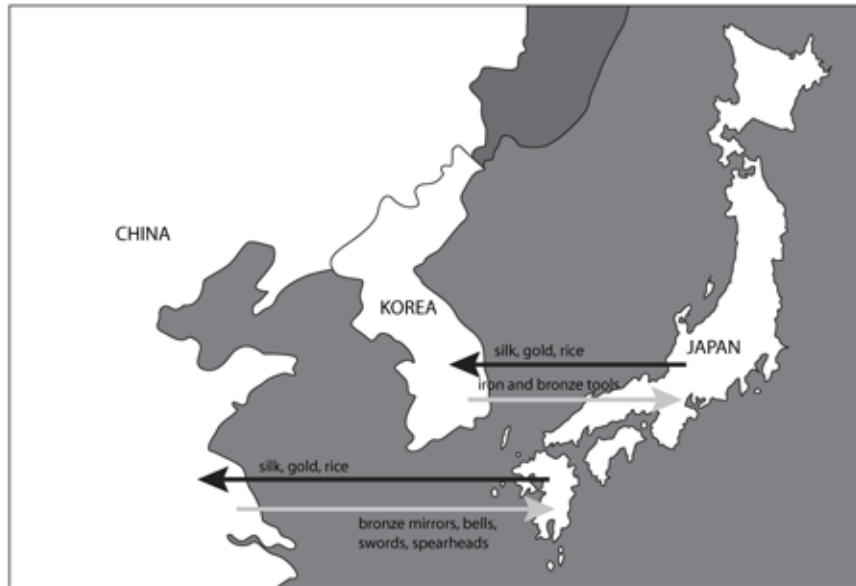 CHINA
KOREA
JAPAN
silk, gold, rice
iron and bronze tools
silk, gold, rice
bronze mirrors, bells,
swords, spearheads